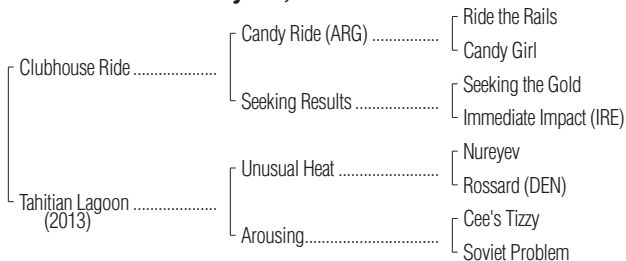 Clubhouse Ride ....................
Tahitian Lagoon ....................
(2013)
Candy Ride (ARG) ................
Seeking Results ....................
Unusual Heat ........................
Arousing................................
Ride the Rails
Candy Girl
Seeking the Gold
Immediate Impact (IRE)
Nureyev
Rossard (DEN)
Cee's Tizzy
Soviet Problem